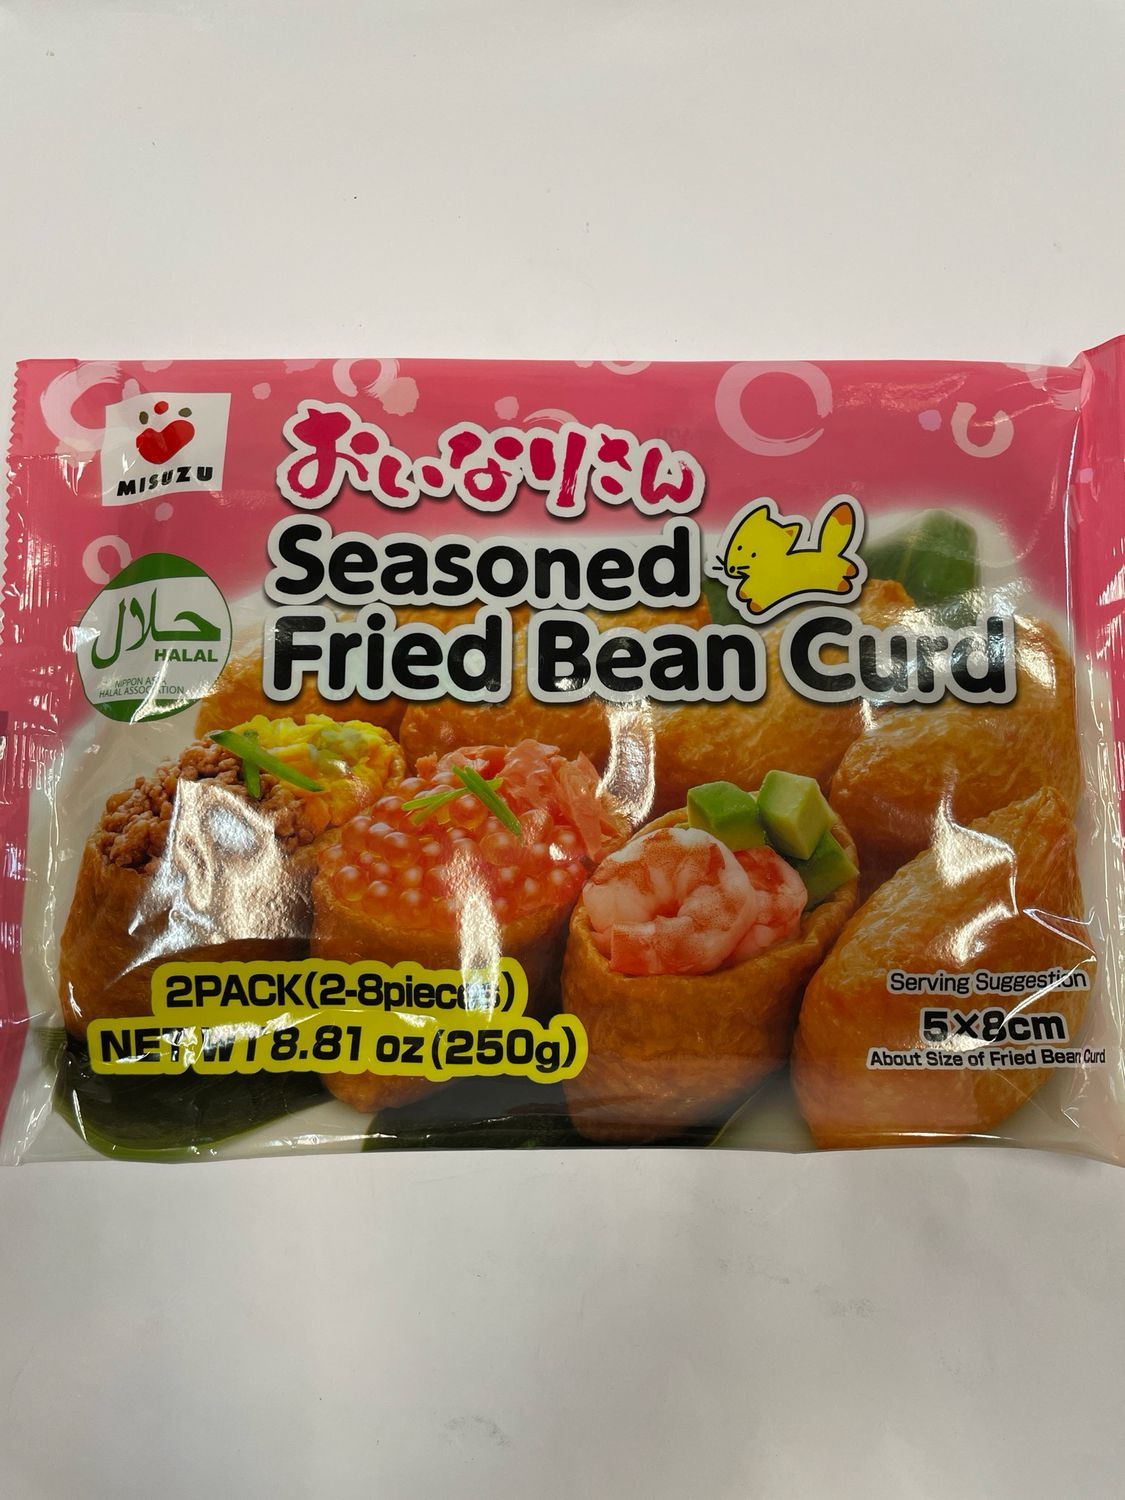 MISUZU
おいなりさん
Seasoned
Fried Bean Curd
حلال
HALAL
NIPPON ASIA
HALAL ASSOCIATION
2PACK(2-8pieces)
NET WT 8.81 oz (250g)
Serving Suggestion
5×8cm
About Size of Fried Bean Curd